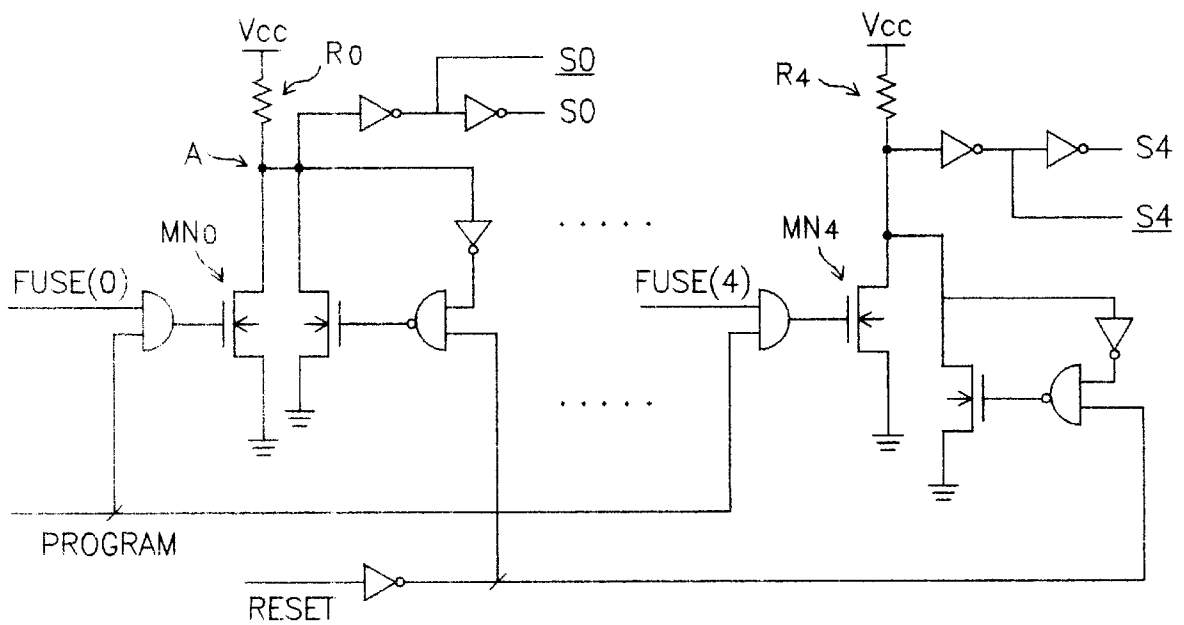 Vcc
R0
S0
S0
A
MN0
FUSE(0)
Vcc
R4
S4
S4
MN4
FUSE(4)
PROGRAM
RESET